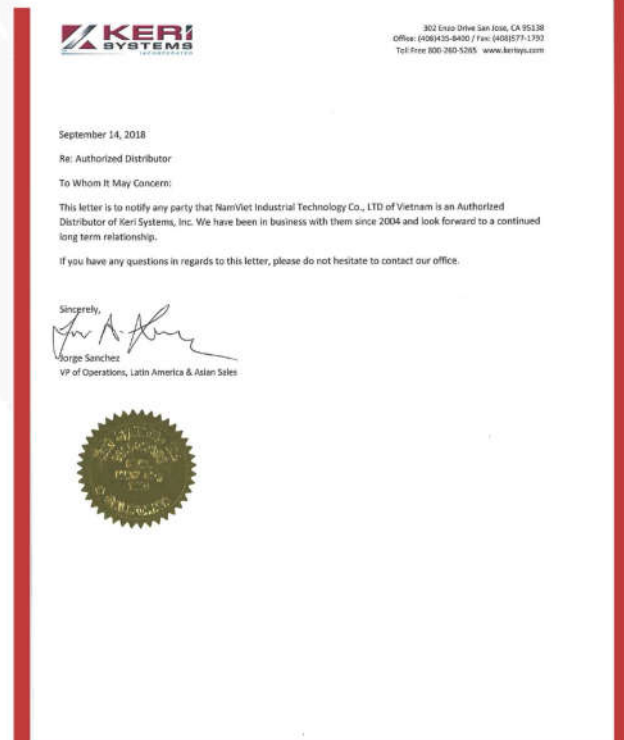 KERI
SYSTEMS
INCORPORATED
302 Enzo Drive San Jose, CA 95138
Office: (408)435-8400 / Fax: (408)577-1792
Toll Free 800-260-5265 www.kerisys.com
September 14, 2018
Re: Authorized Distributor
To Whom It May Concern:
This letter is to notify any party that NamViet Industrial Technology Co., LTD of Vietnam is an Authorized
Distributor of Keri Systems, Inc. We have been in business with them since 2004 and look forward to a continued
long term relationship.
If you have any questions in regards to this letter, please do not hesitate to contact our office.
Sincerely,
Jorge Sanchez
VP of Operations, Latin America & Asian Sales